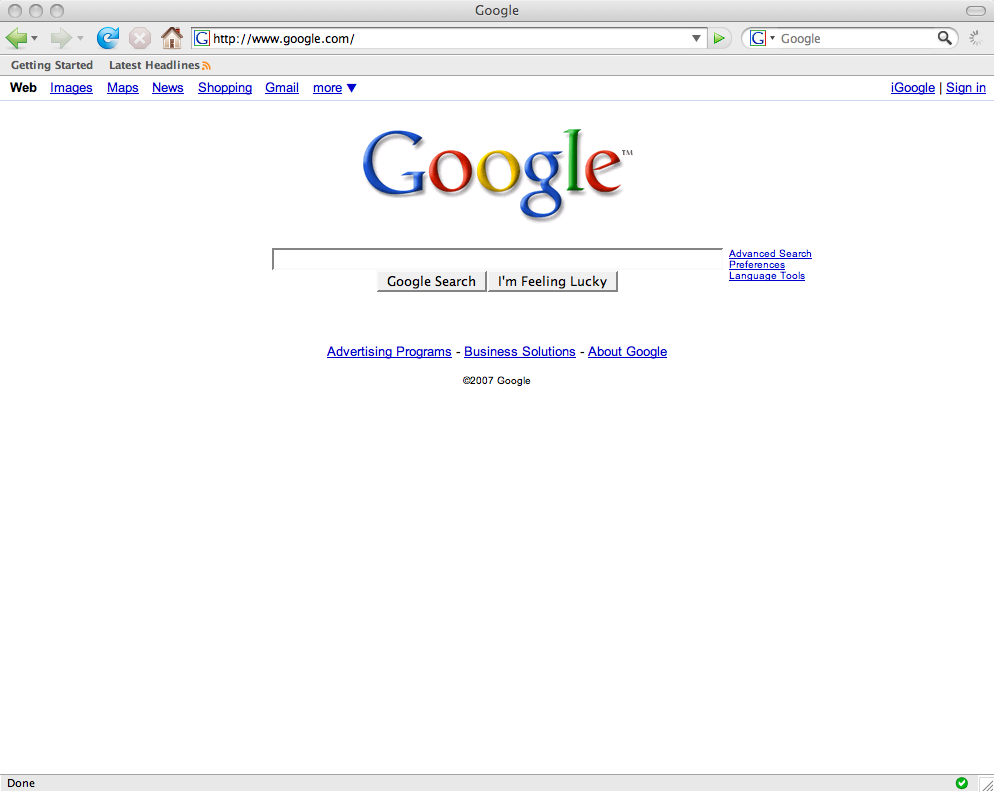 Google
http://www.google.com/ G Google
Getting Started Latest Headlines
Web Images Maps News Shopping Gmail more ▼ iGoogle | Sign in
Google™
Advanced Search
Preferences
Language Tools
Google Search I'm Feeling Lucky
Advertising Programs - Business Solutions - About Google
©2007 Google
Done